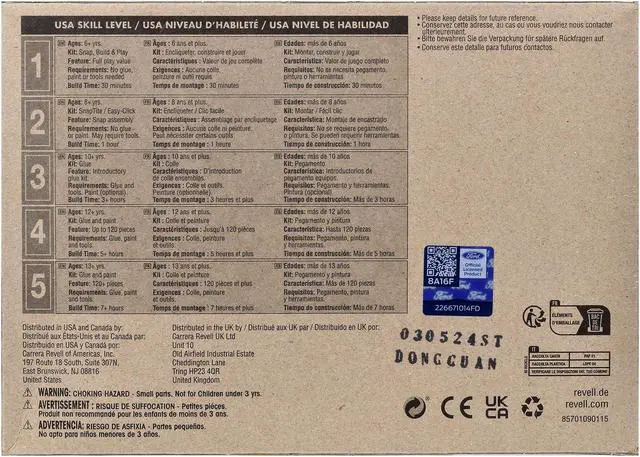 USA SKILL LEVEL / USA NIVEAU D'HABILETÉ / USA NIVEL DE HABILIDAD
1
Ages: 6+ yrs.
Kit: Snap, Build & Play
Feature: Full play value
Requirements: No glue, paint or tools needed
Build Time: 30 minutes
Âges : 6 ans et plus.
Kit : Encliqueter, construire et jouer
Caractéristiques : Valeur de jeu complète
Exigences : Aucune colle, peinture ni outil requis
Temps de montage : 30 minutes
Edades: más de 6 años
Kit: Montar, construir y jugar
Característica: Valor de juego completo
Requisitos: No se necesita pegamento, pintura o herramientas
Tiempo de construcción: 30 minutos
2
Ages: 8+ yrs.
Kit: SnapTite / Easy-Click
Feature: Snap assembly
Requirements: No glue or paint. May require tools.
Build Time: 1 hour
Âges : 8 ans et plus.
Kit : Encliqueter / Clic facile
Caractéristiques : Assemblage par encliquetage
Exigences : Aucune colle ni peinture. Peut nécessiter certains outils
Temps de montage : 1 heure
Edades: más de 8 años
Kit: Montar / Fácil clic
Característica: Montaje de encastrado
Requisitos: No se requiere pegamento, o pintura. Se pueden requerir herramientas.
Tiempo de construcción: 1 hora
3
Ages: 10+ yrs.
Kit: Glue
Feature: Introductory glue kit.
Requirements: Glue and tools. Paint (optional).
Build Time: 3+ hours
Âges : 10 ans et plus.
Kit : Colle
Caractéristiques : D'introduction de colle ensembles.
Exigences : Colle et outils. Peinture (optionnelle).
Temps de montage : 3 heures et plus
Edades: más de 10 años
Kit: Pegamento
Característica: Introductorios de pegamento equipos.
Requisitos: Pegamento y herramientas. Pintura (opcional).
Tiempo de construcción: Más de 3 horas
4
Ages: 12+ yrs.
Kit: Glue and paint
Feature: Up to 120 pieces
Requirements: Glue, paint and tools.
Build Time: 5+ hours
Âges : 12 ans et plus.
Kit : Colle et peinture
Caractéristiques : Jusqu'à 120 pièces
Exigences : Colle, peinture et outils.
Temps de montage : 5 heures et plus
Edades: más de 12 años
Kit: Pegamento y pintura
Característica: Hasta 120 piezas
Requisitos: Pegamento, pintura y herramientas.
Tiempo de construcción: Más de 5 horas
5
Ages: 13+ yrs.
Kit: Glue and paint
Feature: 120+ pieces
Requirements: Glue, paint and tools.
Build Time: 7+ hours
Âges : 13 ans et plus.
Kit : Colle et peinture
Caractéristiques : 120 pièces et plus
Exigences : Colle, peinture et outils.
Temps de montage : 7 heures et plus
Edades: más de 13 años
Kit: Pegamento y pintura
Característica: Más de 120 piezas
Requisitos: Pegamento, pintura y herramientas.
Tiempo de construcción: Más de 7 horas
• Please keep details for future reference.
• Conservez cette adresse, au cas où vous voudriez nous contacter
ultérieurement.
• Bitte bewahren Sie die Verpackung für spätere Rückfragen auf.
• Conserve este detalle para futuros contactos.
Ford
Official
Licensed
Product
8A16F
Ford Ford
226671014FD
FR
ÉLÉMENTS
D'EMBALLAGE
BAC
DE
TRI
030524ST
DONGGUAN
IT
RACCOLTA CARTA PAP 21
RACCOLTA PLASTICA LDPE 04
VERIFICARE LE DISPOSIZIONI DEL TUO COMUNE
Distributed in USA and Canada by:
Distribué aux États-Unis et au Canada par:
Distribuido en USA y Canadá por:
Carrera Revell of Americas, Inc.
197 Route 18 South, Suite 307N.
East Brunswick, NJ 08816
United States
Distributed in the UK by / Distribué aux UK par / Distribuido en UK por:
Carrera Revell UK Ltd
Unit 10
Old Airfield Industrial Estate
Cheddington Lane
Tring HP23 4QR
United Kingdom
WARNING: CHOKING HAZARD - Small parts. Not for Children under 3 yrs.
AVERTISSEMENT : RISQUE DE SUFFOCATION - Petites pièces.
Produit non recommandé pour les enfants de moins de 3 ans.
ADVERTENCIA: RIESGO DE ASFIXIA - Partes pequeñas.
No apto para niños menores de 3 años.
CE
UK
CA
revell.de
revell.com
85701090115